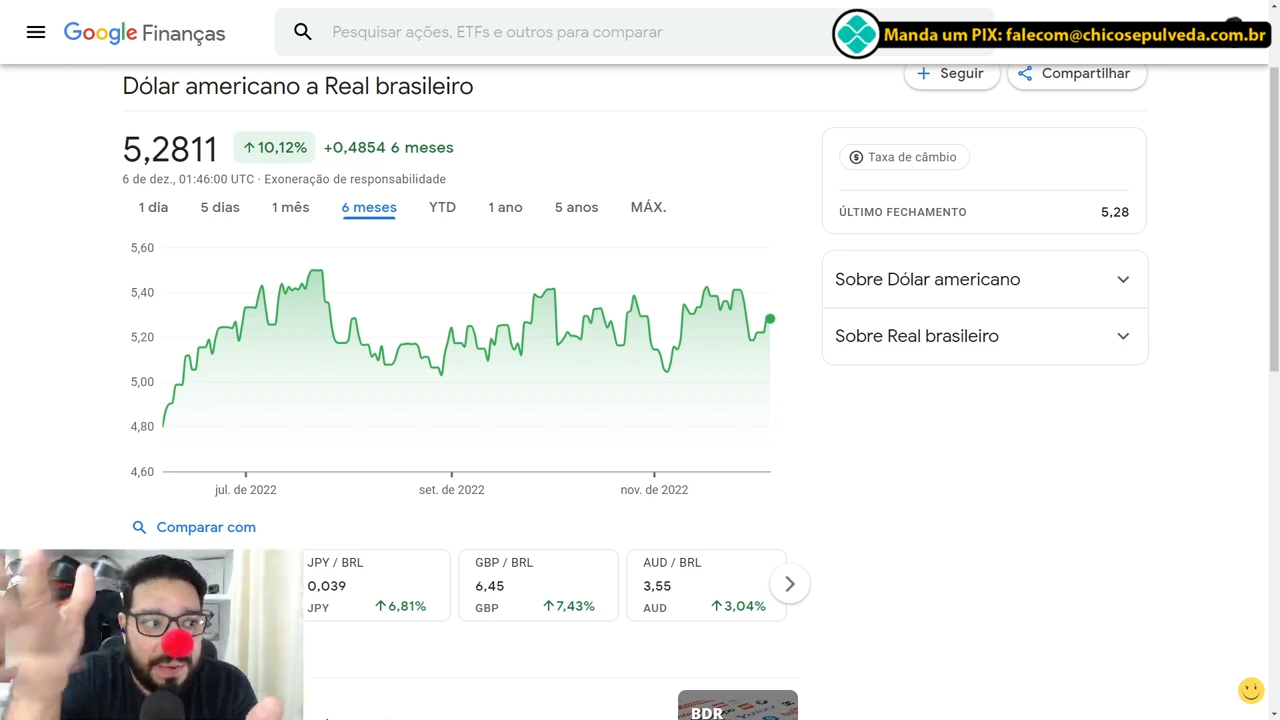 Google Finanças
Pesquisar ações, ETFs e outros para comparar
Manda um PIX: falecom@chicosepulveda.com.br
Dólar americano a Real brasileiro
Seguir
Compartilhar
5,2811
10,12%
+0,4854 6 meses
6 de dez., 01:46:00 UTC · Exoneração de responsabilidade
1 dia
5 dias
1 mês
6 meses
YTD
1 ano
5 anos
MÁX.
5,60
5,40
5,20
5,00
4,80
4,60
jul. de 2022
set. de 2022
nov. de 2022
Taxa de câmbio
ÚLTIMO FECHAMENTO
5,28
Sobre Dólar americano
Sobre Real brasileiro
Comparar com
JPY / BRL
0,039
JPY
6,81%
GBP / BRL
6,45
GBP
7,43%
AUD / BRL
3,55
AUD
3,04%
BDR